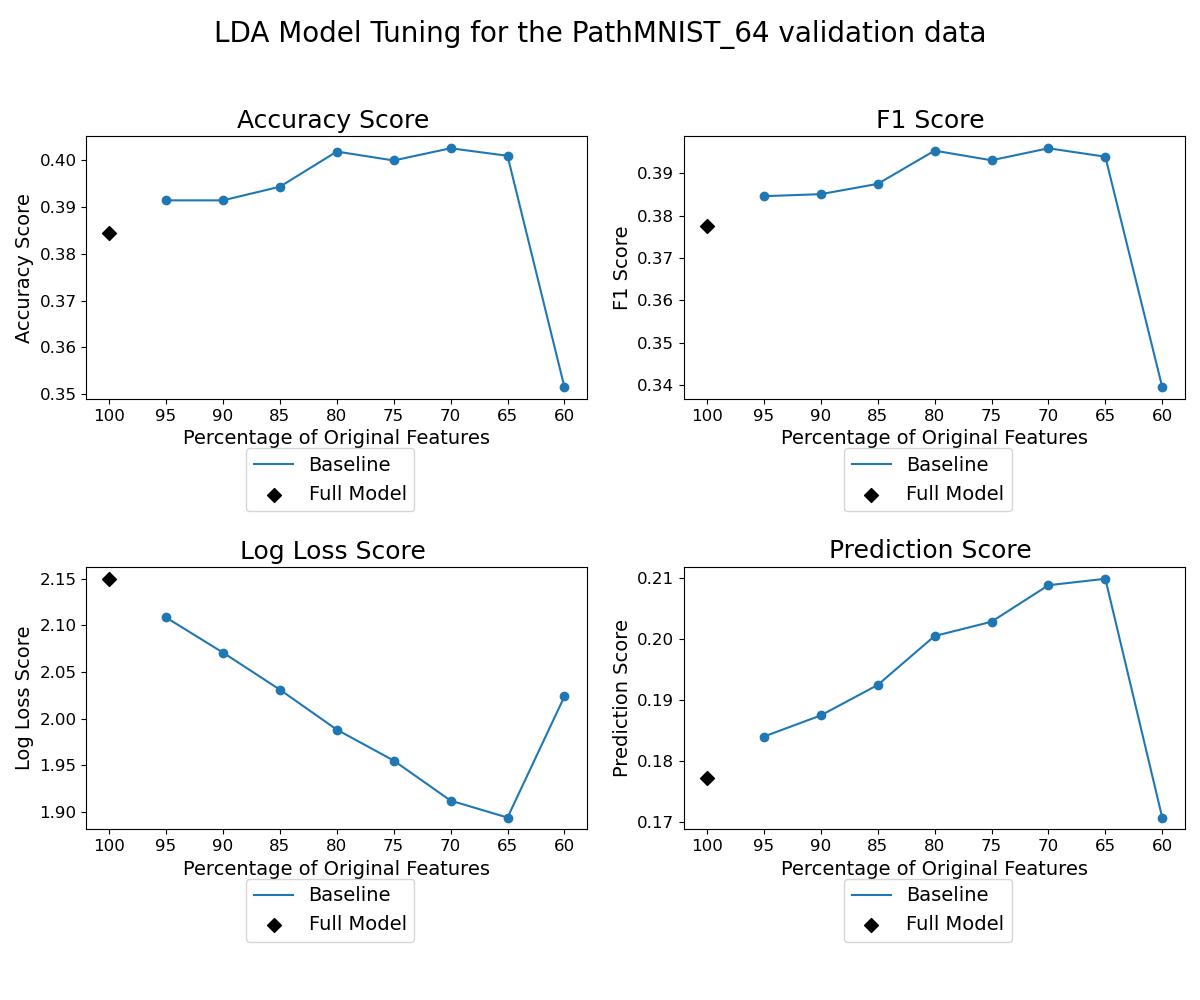 LDA Model Tuning for the PathMNIST_64 validation data
Accuracy Score
Accuracy Score
0.40
0.39
0.38
0.37
0.36
0.35
100 95 90 85 80 75 70 65 60
Percentage of Original Features
Baseline
Full Model
F1 Score
F1 Score
0.39
0.38
0.37
0.36
0.35
0.34
100 95 90 85 80 75 70 65 60
Percentage of Original Features
Baseline
Full Model
Log Loss Score
Log Loss Score
2.15
2.10
2.05
2.00
1.95
1.90
100 95 90 85 80 75 70 65 60
Percentage of Original Features
Baseline
Full Model
Prediction Score
Prediction Score
0.21
0.20
0.19
0.18
0.17
100 95 90 85 80 75 70 65 60
Percentage of Original Features
Baseline
Full Model